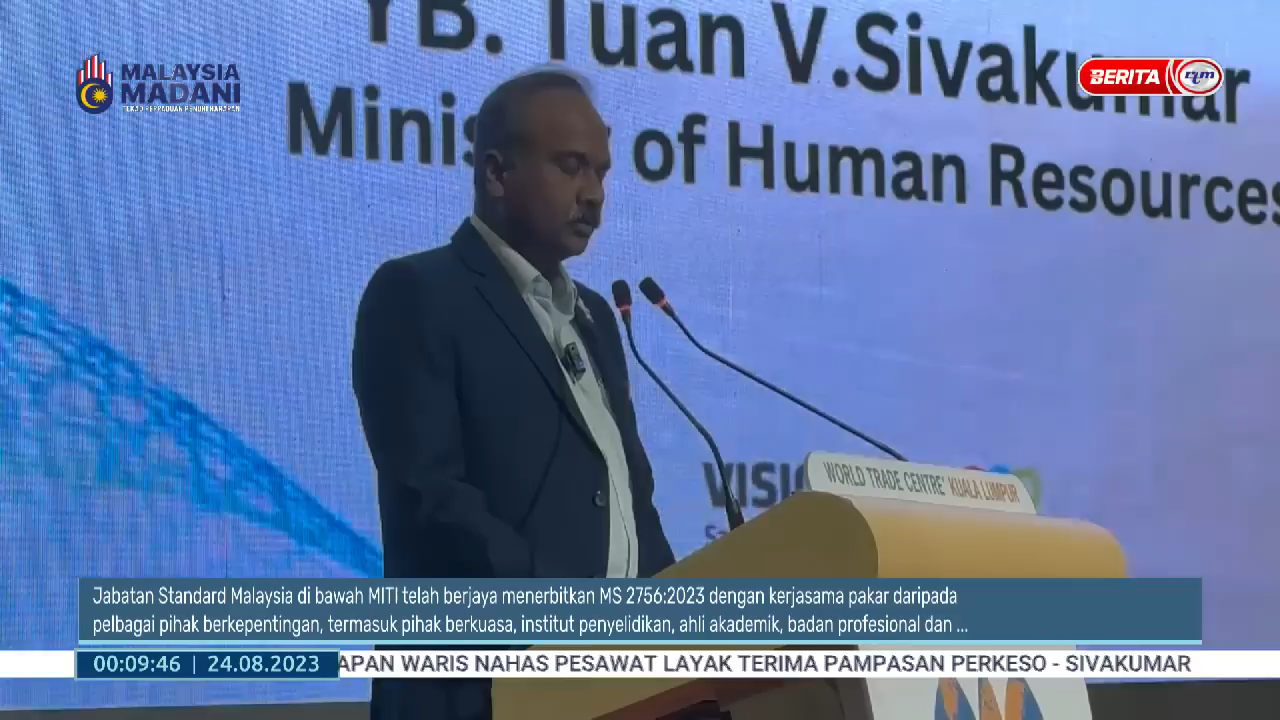 YB. Tuan V.Sivakumar
Ministry of Human Resources
MALAYSIA
MADANI
BERITA rtm
WORLD TRADE CENTRE KUALA LUMPUR
Jabatan Standard Malaysia di bawah MITI telah berjaya menerbitkan MS 2756:2023 dengan kerjasama pakar daripada
pelbagai pihak berkepentingan, termasuk pihak berkuasa, institut penyelidikan, ahli akademik, badan profesional dan ...
00:09:46 | 24.08.2023 APAN WARIS NAHAS PESAWAT LAYAK TERIMA PAMPASAN PERKESO - SIVAKUMAR